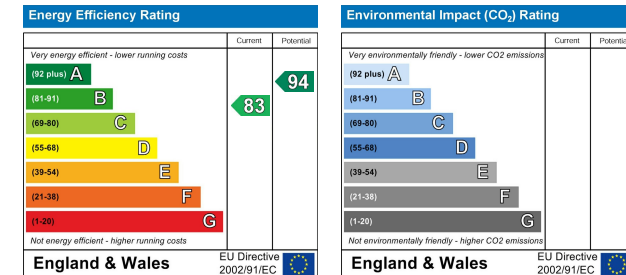 Energy Efficiency Rating
Current Potential
Very energy efficient - lower running costs
(92 plus) A
(81-91) B
(69-80) C
(55-68) D
(39-54) E
(21-38) F
(1-20) G
83
94
Not energy efficient - higher running costs
England & Wales
EU Directive
2002/91/EC
Environmental Impact (CO₂) Rating
Current Potential
Very environmentally friendly - lower CO2 emissions
(92 plus) A
(81-91) B
(69-80) C
(55-68) D
(39-54) E
(21-38) F
(1-20) G
Not environmentally friendly - higher CO2 emissions
England & Wales
EU Directive
2002/91/EC